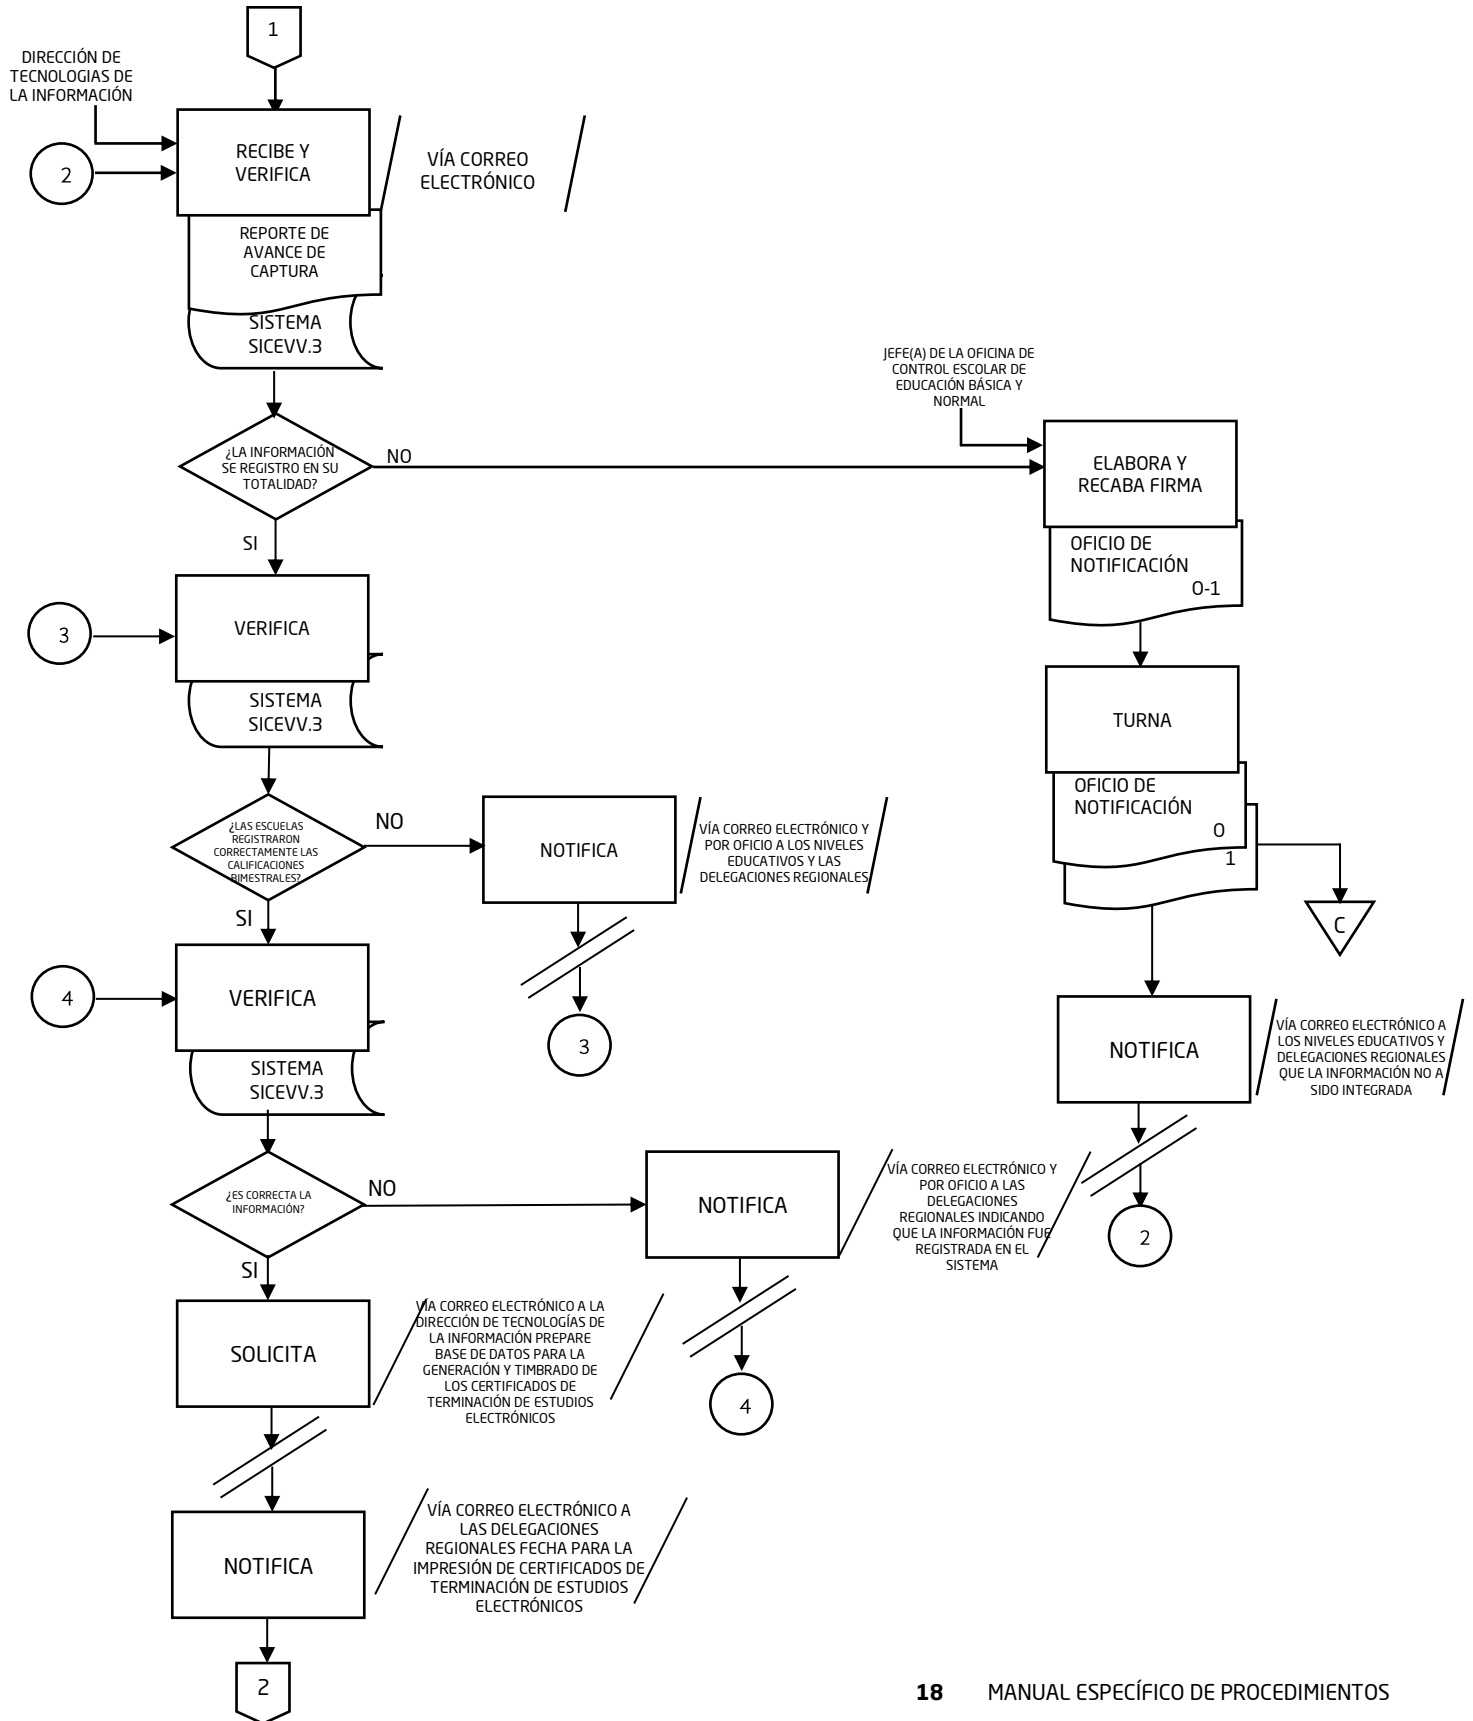 1
DIRECCIÓN DE
TECNOLOGIAS DE
LA INFORMACIÓN
2
RECIBE Y
VERIFICA
VÍA CORREO
ELECTRÓNICO
REPORTE DE
AVANCE DE
CAPTURA
SISTEMA
SICEVV.3
¿LA INFORMACIÓN
SE REGISTRO EN SU
TOTALIDAD?
NO
SI
JEFE(A) DE LA OFICINA DE
CONTROL ESCOLAR DE
EDUCACIÓN BÁSICA Y
NORMAL
ELABORA Y
RECABA FIRMA
OFICIO DE
NOTIFICACIÓN
O-1
TURNA
OFICIO DE
NOTIFICACIÓN
O
1
C
NOTIFICA
VÍA CORREO ELECTRÓNICO A
LOS NIVELES EDUCATIVOS Y
DELEGACIONES REGIONALES
QUE LA INFORMACIÓN NO A
SIDO INTEGRADA
2
3
VERIFICA
SISTEMA
SICEVV.3
¿LAS ESCUELAS
REGISTRARON
CORRECTAMENTE LAS
CALIFICACIONES
BIMESTRALES?
NO
SI
NOTIFICA
VÍA CORREO ELECTRÓNICO Y
POR OFICIO A LOS NIVELES
EDUCATIVOS Y LAS
DELEGACIONES REGIONALES
3
4
VERIFICA
SISTEMA
SICEVV.3
¿ES CORRECTA LA
INFORMACIÓN?
NO
SI
NOTIFICA
VÍA CORREO ELECTRÓNICO Y
POR OFICIO A LAS
DELEGACIONES
REGIONALES INDICANDO
QUE LA INFORMACIÓN FUE
REGISTRADA EN EL
SISTEMA
4
SOLICITA
VÍA CORREO ELECTRÓNICO A LA
DIRECCIÓN DE TECNOLOGÍAS DE
LA INFORMACIÓN PREPARE
BASE DE DATOS PARA LA
GENERACIÓN Y TIMBRADO DE
LOS CERTIFICADOS DE
TERMINACIÓN DE ESTUDIOS
ELECTRÓNICOS
NOTIFICA
VÍA CORREO ELECTRÓNICO A
LAS DELEGACIONES
REGIONALES FECHA PARA LA
IMPRESIÓN DE CERTIFICADOS DE
TERMINACIÓN DE ESTUDIOS
ELECTRÓNICOS
2
18 MANUAL ESPECÍFICO DE PROCEDIMIENTOS